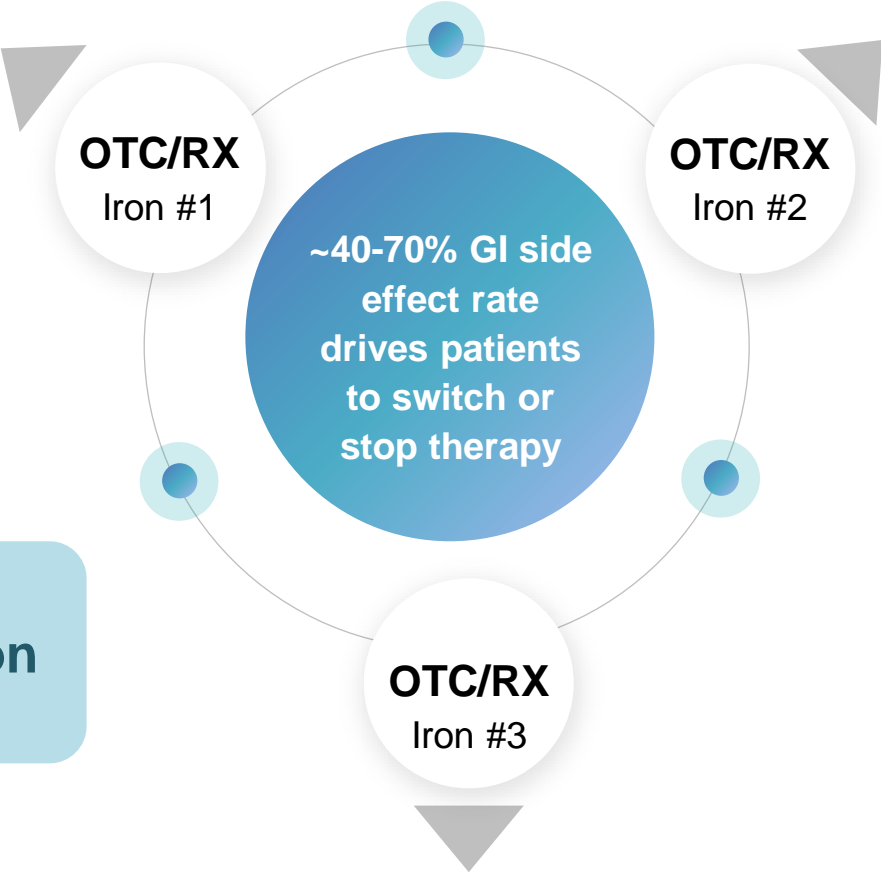 OTC/RX
Iron #1
OTC/RX
Iron #2
~40-70% GI side
effect rate
drives patients
to switch or
stop therapy
on
OTC/RX
Iron #3